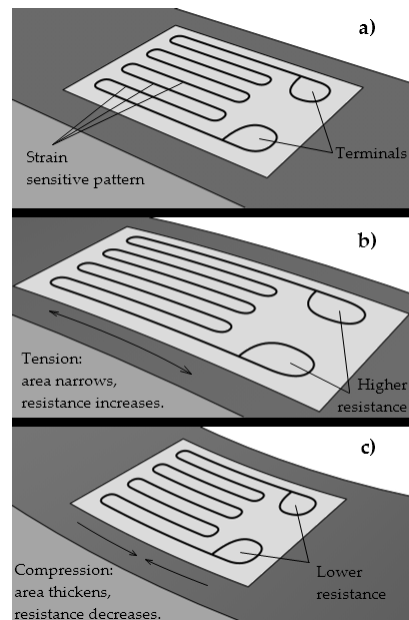 a)
Strain
sensitive pattern
Terminals
b)
Tension:
area narrows,
resistance increases.
Higher
resistance
c)
Compression:
area thickens,
resistance decreases.
Lower
resistance